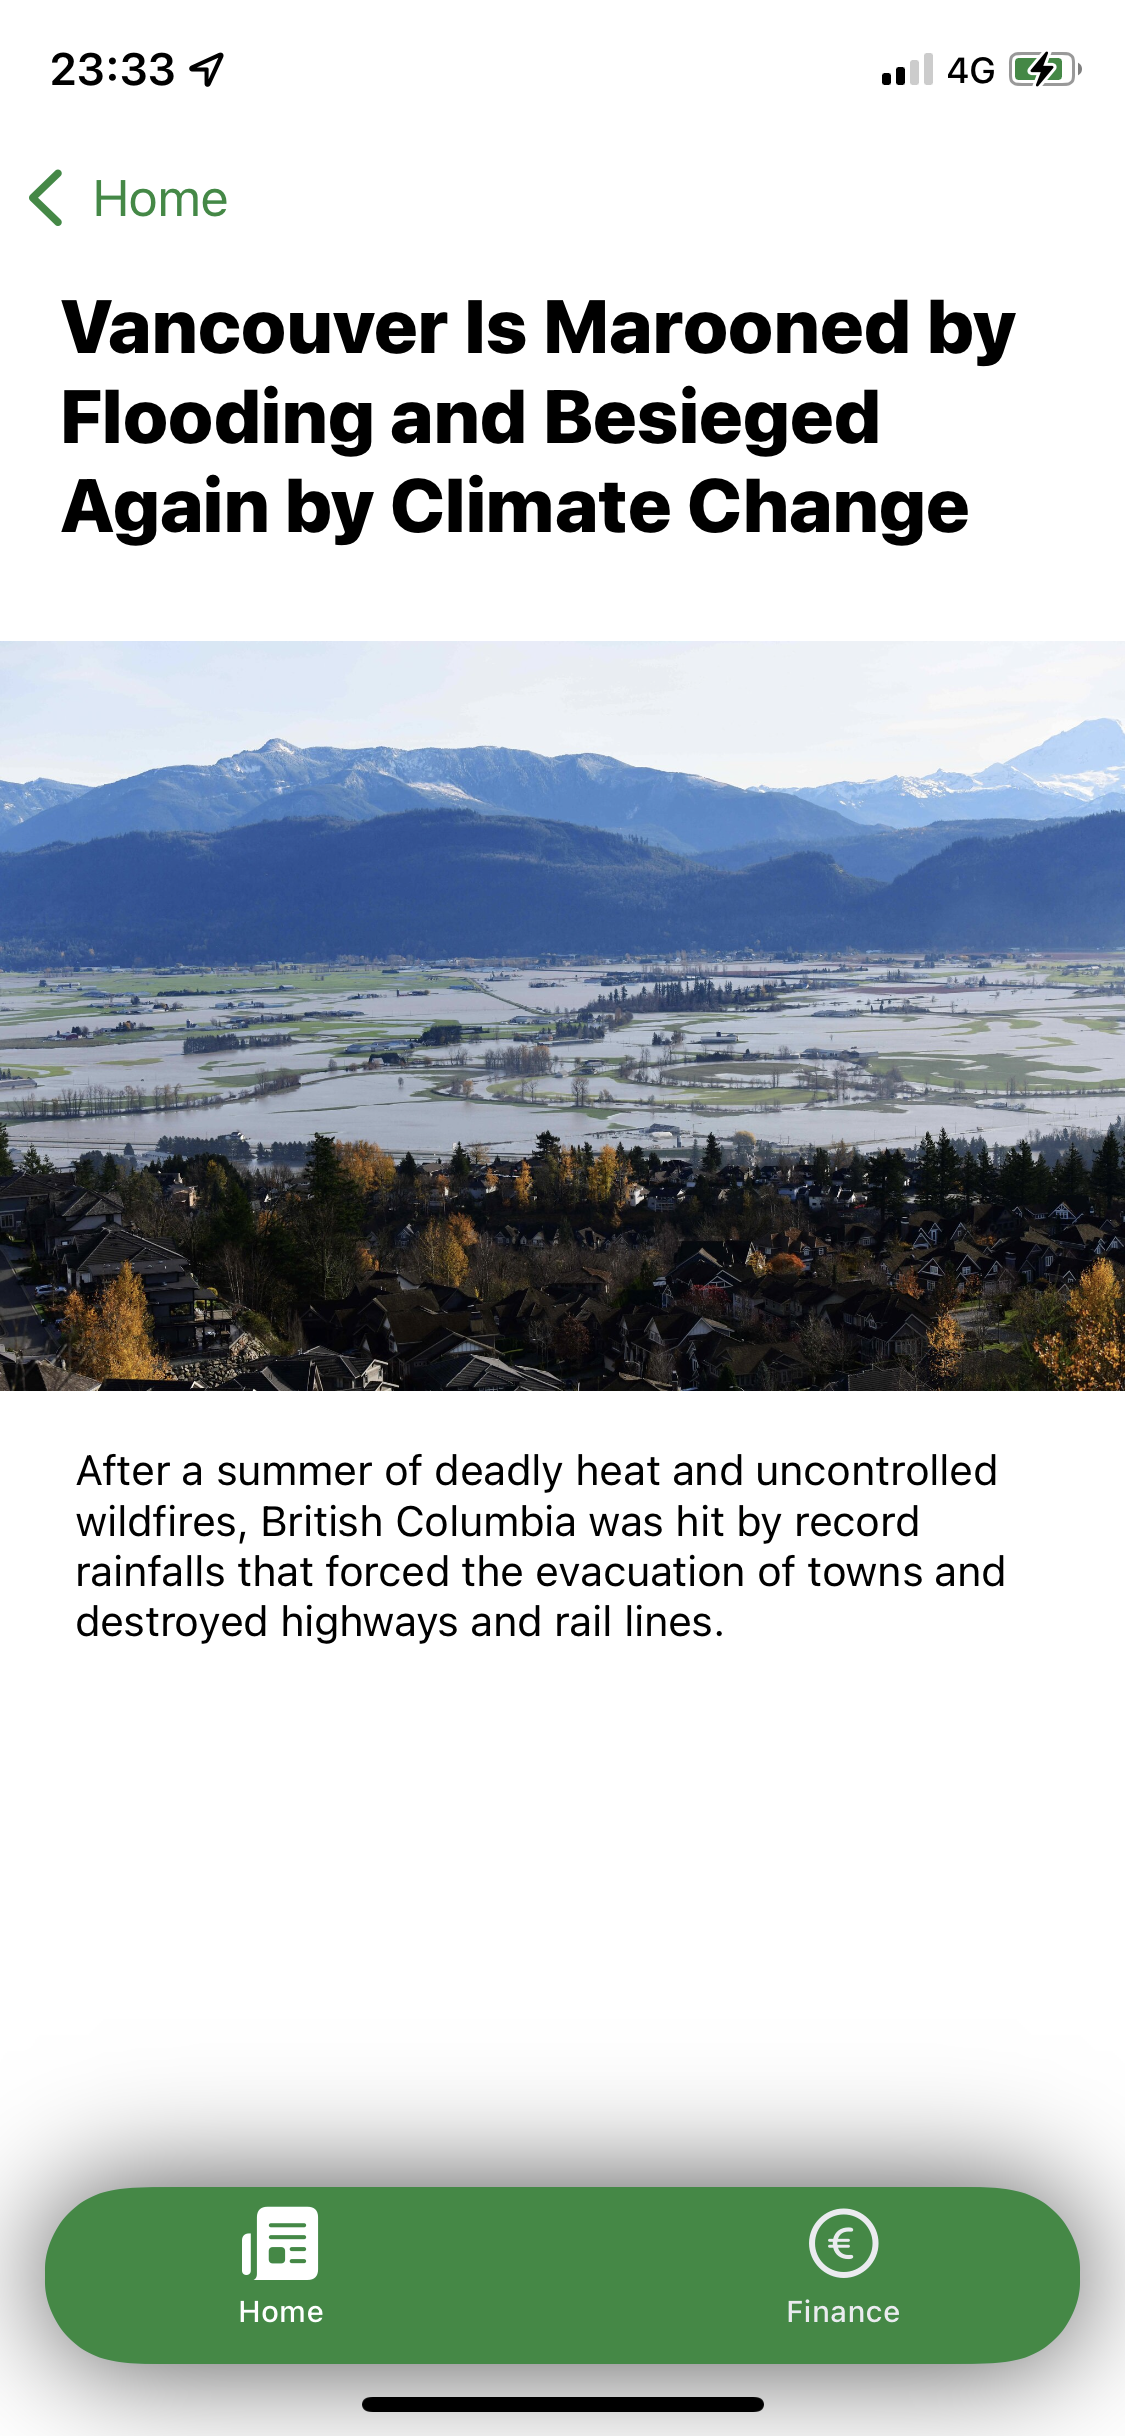 23:33
4G
Home
Vancouver Is Marooned by
Flooding and Besieged
Again by Climate Change
After a summer of deadly heat and uncontrolled
wildfires, British Columbia was hit by record
rainfalls that forced the evacuation of towns and
destroyed highways and rail lines.
€
Home
Finance